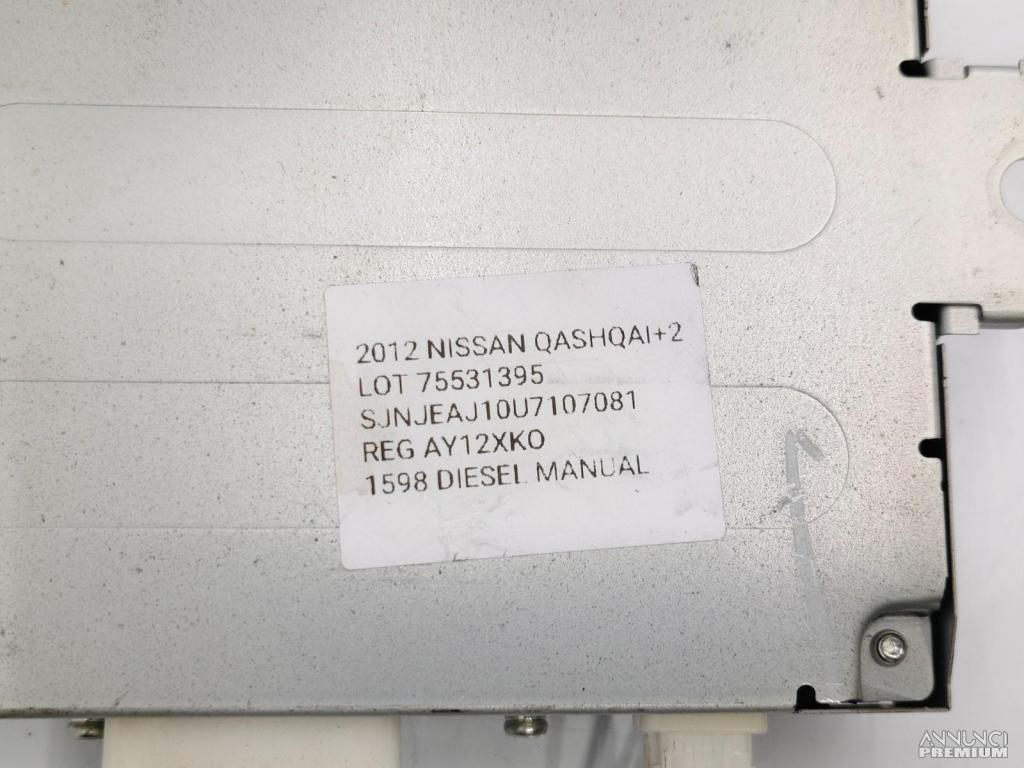 2012 NISSAN QASHQAI+2
LOT 75531395
SJNJEAJ10U7107081
REG AY12XKO
1598 DIESEL MANUAL
ANNUNCI
PREMIUM